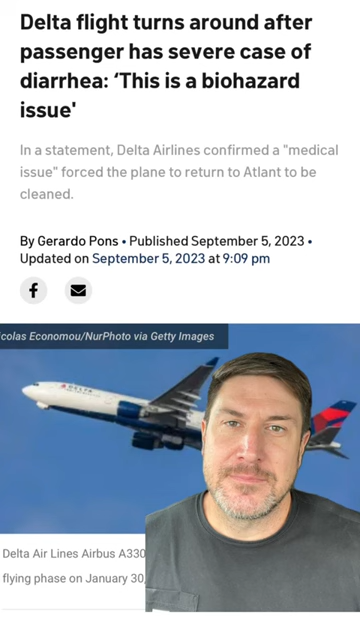 Delta flight turns around after
passenger has severe case of
diarrhea: ‘This is a biohazard
issue'
In a statement, Delta Airlines confirmed a "medical
issue" forced the plane to return to Atlant to be
cleaned.
By Gerardo Pons • Published September 5, 2023 •
Updated on September 5, 2023 at 9:09 pm
icolas Economou/NurPhoto via Getty Images
DELTA
Delta Air Lines Airbus A330
flying phase on January 30,